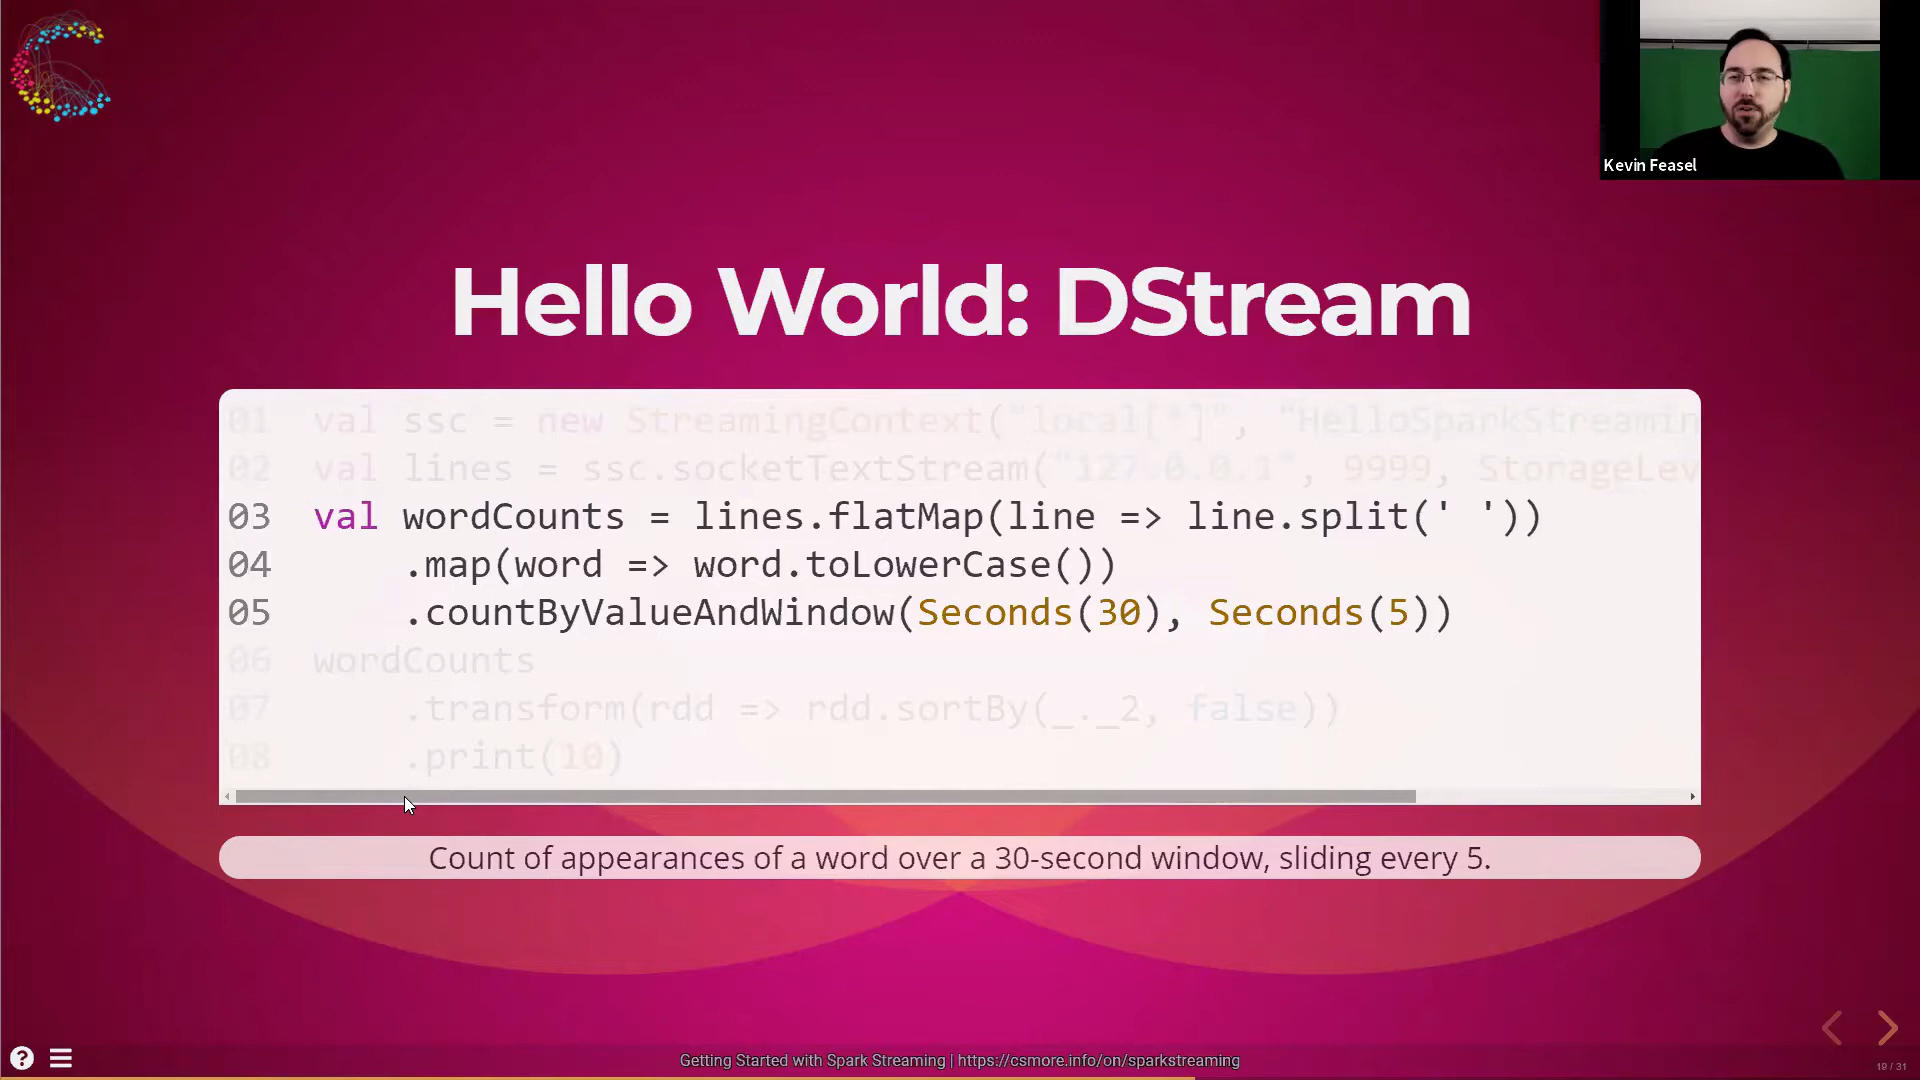 Kevin Feasel
Hello World: DStream
01 val ssc = new StreamingContext("local[*]", "HelloSparkStreamin
02 val lines = ssc.socketTextStream("127.0.0.1", 9999, StorageLev
03 val wordCounts = lines.flatMap(line => line.split(' '))
04 .map(word => word.toLowerCase())
05 .countByValueAndWindow(Seconds(30), Seconds(5))
06 wordCounts
07 .transform(rdd => rdd.sortBy(_._2, false))
08 .print(10)
Count of appearances of a word over a 30-second window, sliding every 5.
Getting Started with Spark Streaming | https://csmore.info/on/sparkstreaming
19 / 31